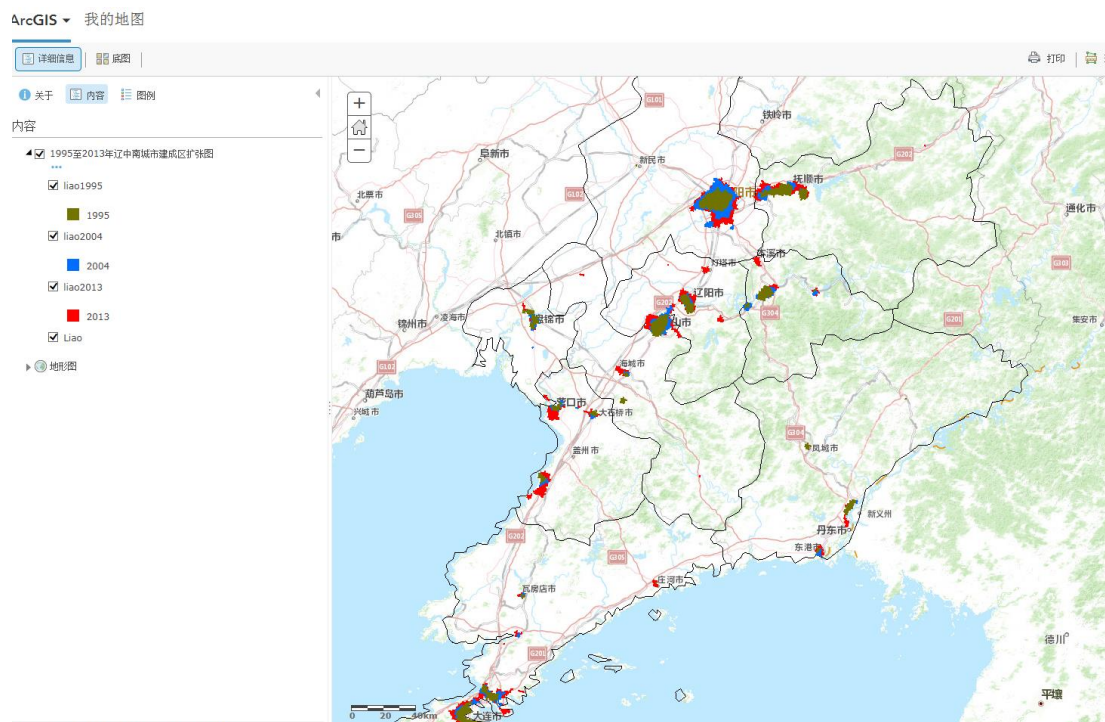 ArcGIS 我的地图
详细信息 底图 打印
关于 内容 图例
内容
1995至2013年辽中南城市建成区扩张图
liao1995
1995
liao2004
2004
liao2013
2013
Liao
地形图
G101
铁岭市
新民市
阜新市
G202
抚顺市
阳市
北票市
G102
G305
通化市
市
北镇市
本溪市
灯塔市
G303
辽阳市
G202
G304
G201
集安市
盘锦市
凌海市
锦州市
山市
海城市
G102
葫芦岛市
兴城市
营口市
大石桥市
G304
凤城市
盖州市
新义州
丹东市
东港市
G202
G305
庄河市
瓦房店市
德川
G201
平壤
大连市
0 20 40km